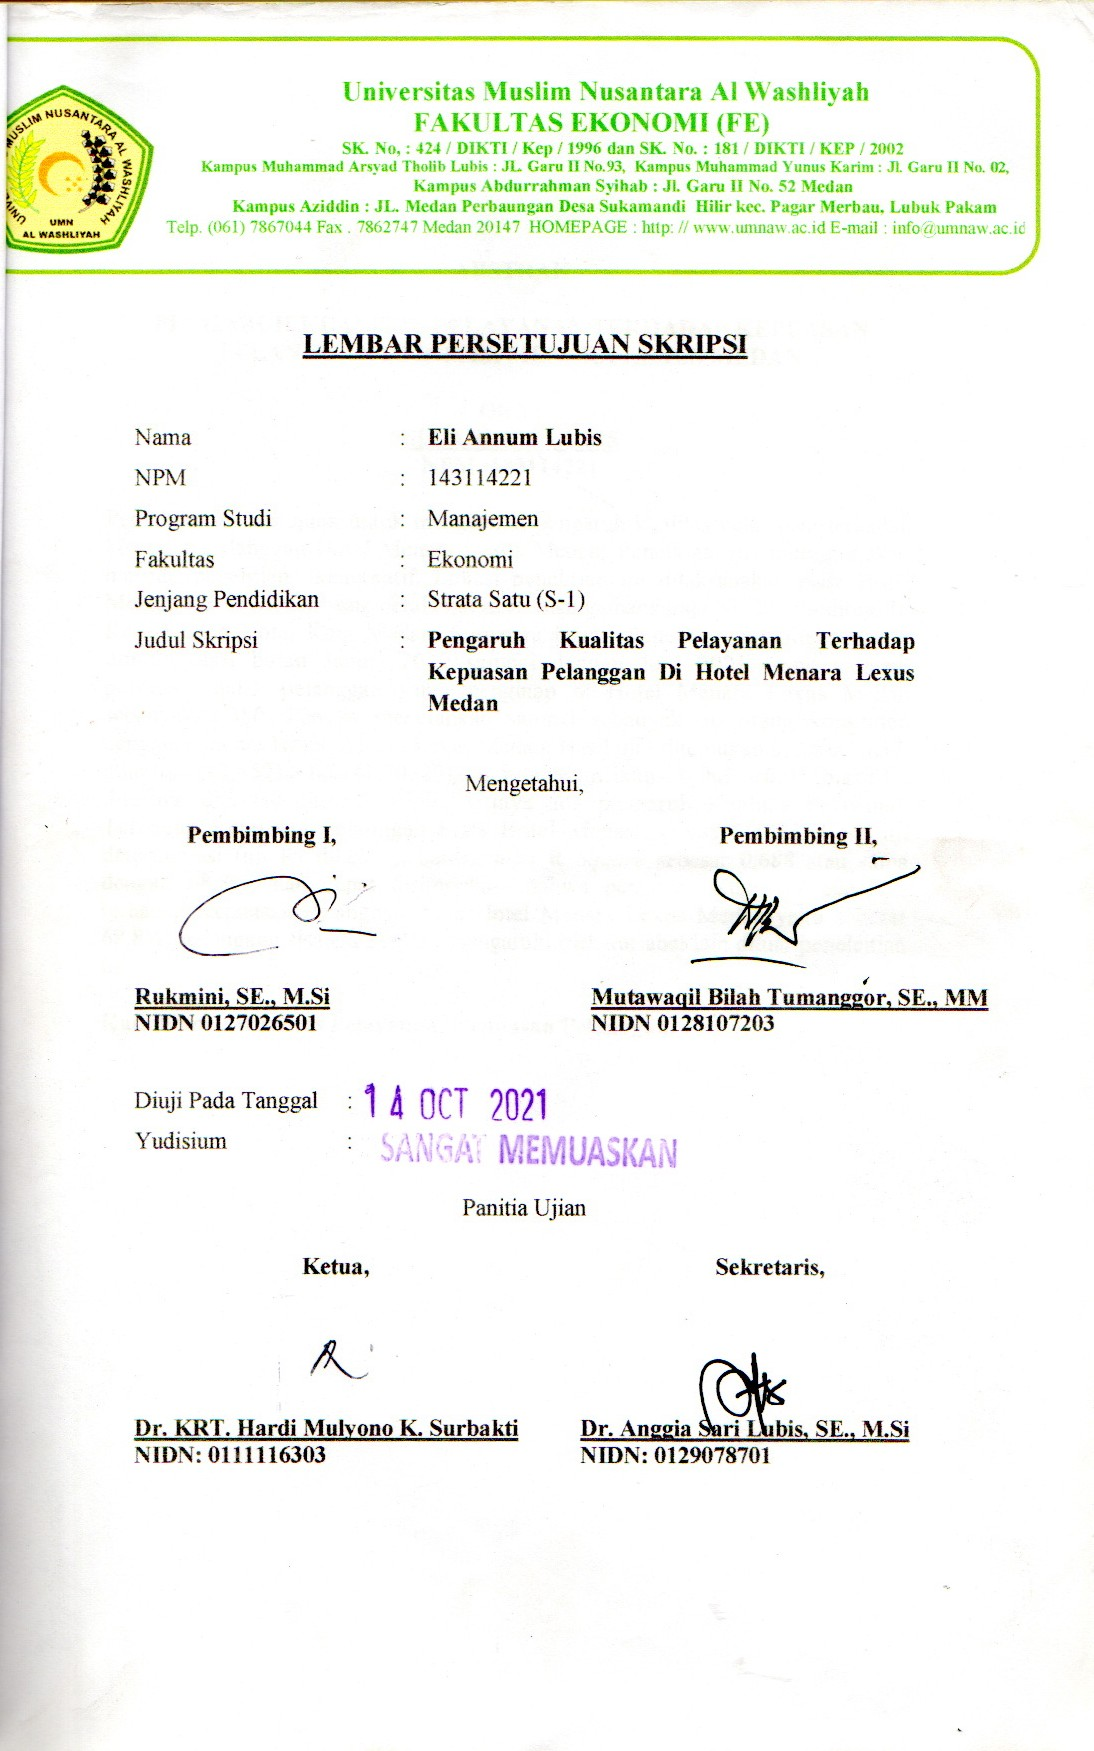 Universitas Muslim Nusantara Al Washliyah
FAKULTAS EKONOMI (FE)
SK. No, : 424 / DIKTI / Kep / 1996 dan SK. No. : 181 / DIKTI / KEP / 2002
Kampus Muhammad Arsyad Tholib Lubis : JL. Garu II No.93, Kampus Muhammad Yunus Karim : Jl. Garu II No. 02,
Kampus Abdurrahman Syihab : Jl. Garu II No. 52 Medan
Kampus Aziddin : JL. Medan Perbaungan Desa Sukamandi Hilir kec. Pagar Merbau, Lubuk Pakam
Telp. (061) 7867044 Fax . 7862747 Medan 20147 HOMEPAGE : http: // www.umnaw.ac.id E-mail : info@umnaw.ac.id
MUSLIM NUSANTARA AL WASHLIYAH
UMN
AL WASHLIYAH
LEMBAR PERSETUJUAN SKRIPSI
Nama : Eli Annum Lubis
NPM : 143114221
Program Studi : Manajemen
Fakultas : Ekonomi
Jenjang Pendidikan : Strata Satu (S-1)
Judul Skripsi : Pengaruh Kualitas Pelayanan Terhadap
Kepuasan Pelanggan Di Hotel Menara Lexus
Medan
Mengetahui,
Pembimbing I, Pembimbing II,
Rukmini, SE., M.Si Mutawaqil Bilah Tumanggor, SE., MM
NIDN 0127026501 NIDN 0128107203
Diuji Pada Tanggal : 14 OCT 2021
Yudisium : SANGAT MEMUASKAN
Panitia Ujian
Ketua, Sekretaris,
Dr. KRT. Hardi Mulyono K. Surbakti Dr. Anggia Sari Lubis, SE., M.Si
NIDN: 0111116303 NIDN: 0129078701